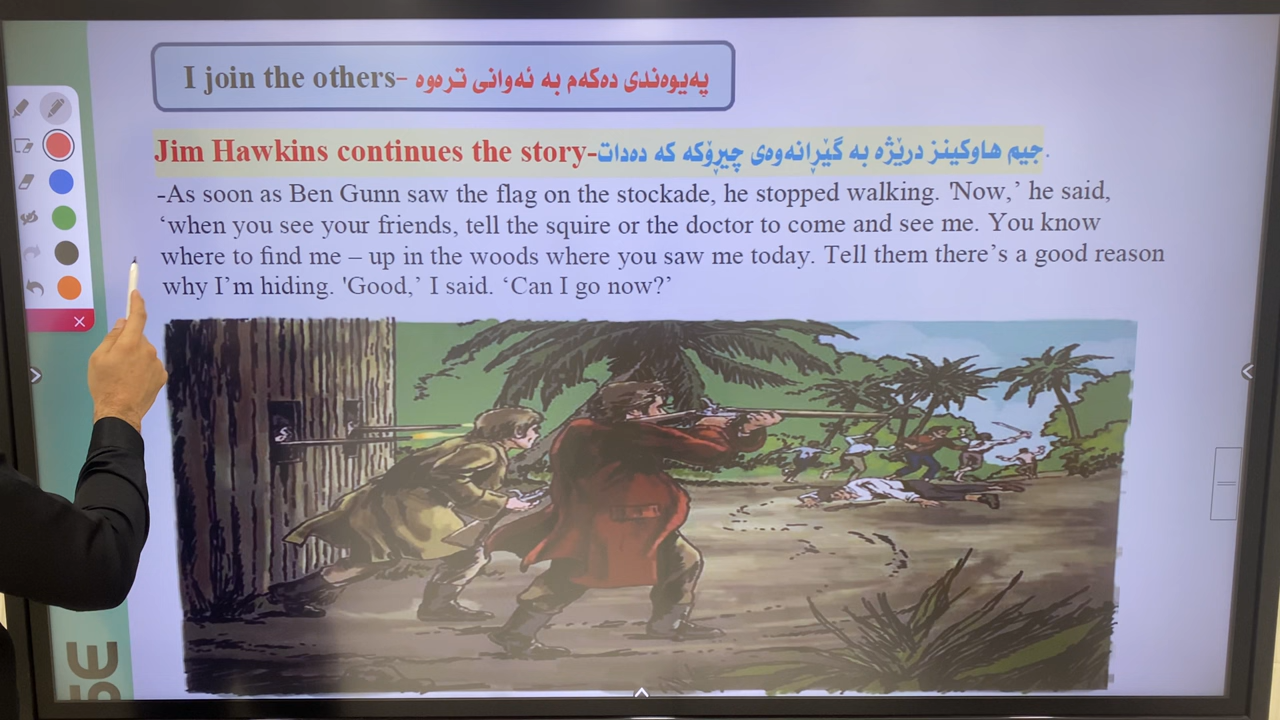 I join the others- پەیوەندی دەکەم بە ئەوانی ترەوە
Jim Hawkins continues the story-جیم هاوکینز درێژە بە گێڕانەوەی چیڕۆکە کە دەدات.
-As soon as Ben Gunn saw the flag on the stockade, he stopped walking. 'Now,’ he said,
‘when you see your friends, tell the squire or the doctor to come and see me. You know
where to find me – up in the woods where you saw me today. Tell them there’s a good reason
why I’m hiding. 'Good,’ I said. ‘Can I go now?’